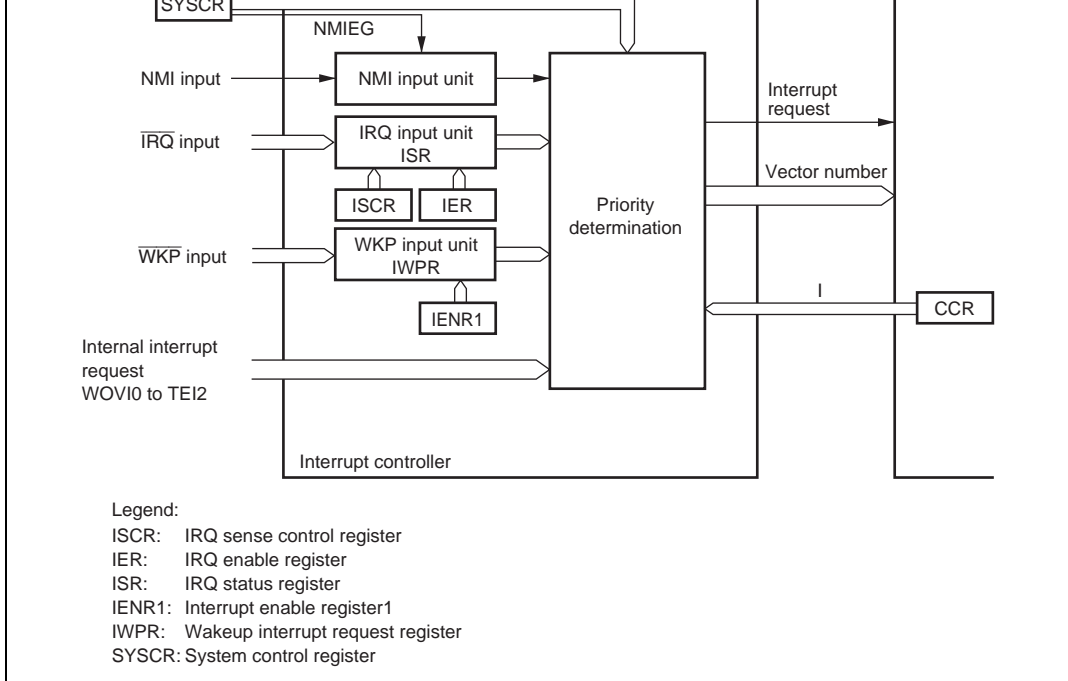 SYSCR
NMIEG
NMI input
NMI input unit
Interrupt
request
IRQ input
IRQ input unit
ISR
Vector number
ISCR
IER
Priority
determination
WKP input
WKP input unit
IWPR
I
CCR
IENR1
Internal interrupt
request
WOVI0 to TEI2
Interrupt controller
Legend:
ISCR: IRQ sense control register
IER: IRQ enable register
ISR: IRQ status register
IENR1: Interrupt enable register1
IWPR: Wakeup interrupt request register
SYSCR: System control register